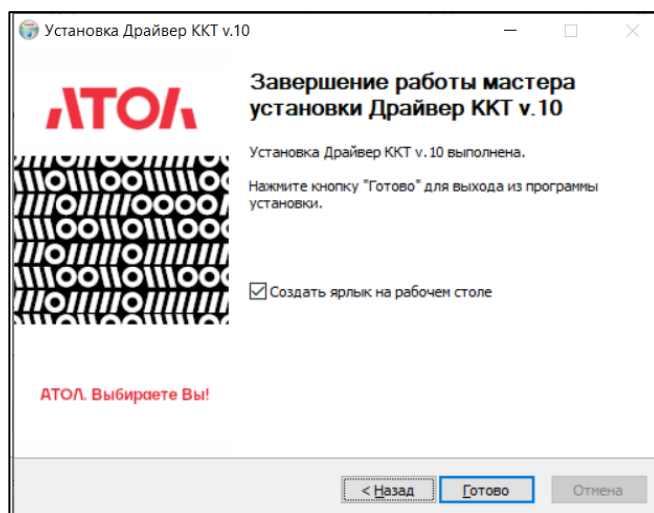 Установка Драйвер ККТ v.10
АТОЛ
Завершение работы мастера
установки Драйвер ККТ v.10
Установка Драйвер ККТ v.10 выполнена.
Нажмите кнопку "Готово" для выхода из программы
установки.
Создать ярлык на рабочем столе
АТОЛ. Выбираете Вы!
< Назад
Готово
Отмена